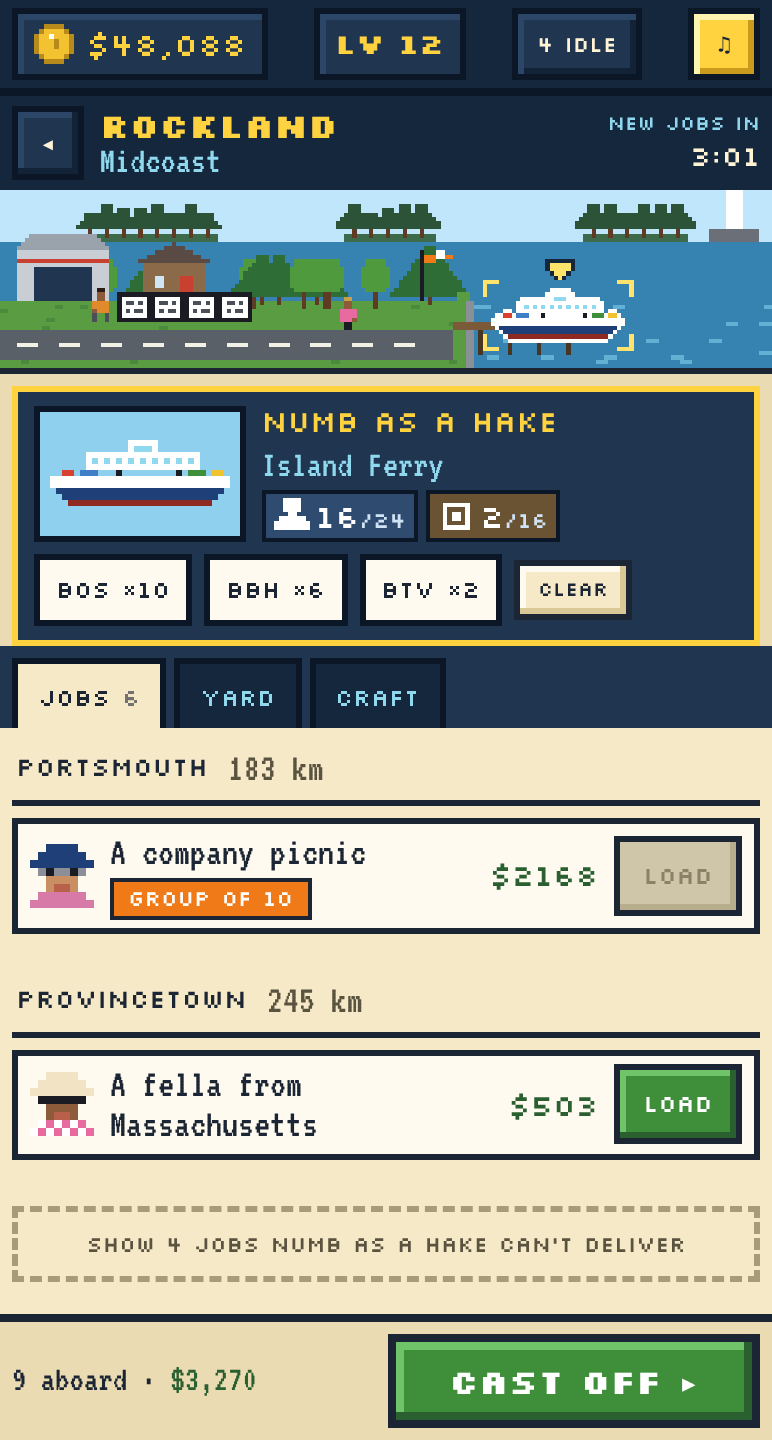 $48,088
LV 12
4 IDLE
ROCKLAND
Midcoast
NEW JOBS IN
3:01
NUMB AS A HAKE
Island Ferry
16/24
2/16
BOS ×10
BBH ×6
BTV ×2
CLEAR
JOBS 6
YARD
CRAFT
PORTSMOUTH 183 km
A company picnic
GROUP OF 10
$2168
LOAD
PROVINCETOWN 245 km
A fella from
Massachusetts
$503
LOAD
SHOW 4 JOBS NUMB AS A HAKE CAN'T DELIVER
9 aboard · $3,270
CAST OFF ▸